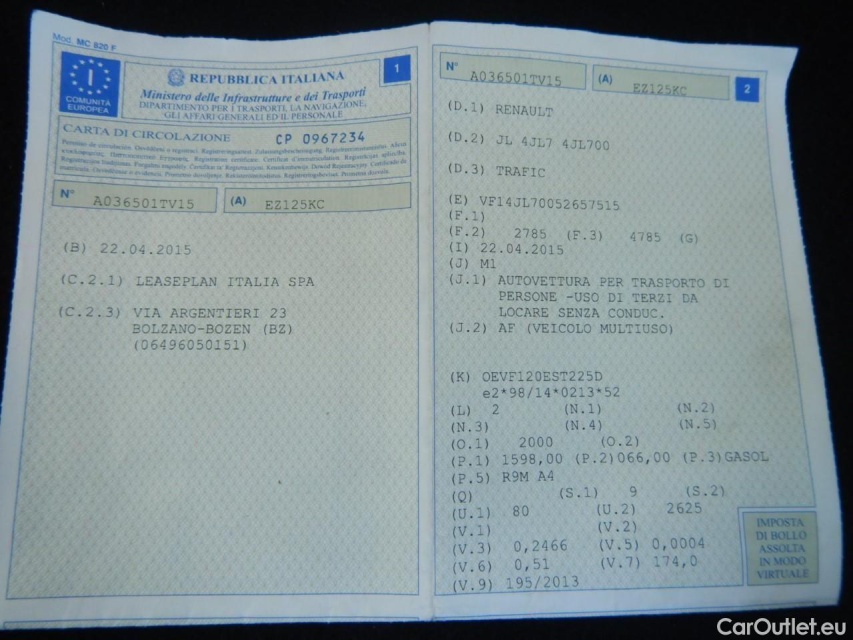 Mod. MC 820 F
I
COMUNITÀ
EUROPEA
REPUBBLICA ITALIANA
Ministero delle Infrastrutture e dei Trasporti
DIPARTIMENTO PER I TRASPORTI, LA NAVIGAZIONE,
GLI AFFARI GENERALI ED IL PERSONALE
1
CARTA DI CIRCOLAZIONE CP 0967234
N° A036501TV15 (A) EZ125KC
(B) 22.04.2015
(C.2.1) LEASEPLAN ITALIA SPA
(C.2.3) VIA ARGENTIERI 23
BOLZANO-BOZEN (BZ)
(06496050151)
N° A036501TV15 (A) EZ125KC 2
(D.1) RENAULT
(D.2) JL 4JL7 4JL700
(D.3) TRAFIC
(E) VF14JL70052657515
(F.1)
(F.2) 2785 (F.3) 4785 (G)
(I) 22.04.2015
(J) M1
(J.1) AUTOVETTURA PER TRASPORTO DI
PERSONE -USO DI TERZI DA
LOCARE SENZA CONDUC.
(J.2) AF (VEICOLO MULTIUSO)
(K) OEVF120EST225D
e2*98/14*0213*52
(L) 2 (N.1) (N.2)
(N.3) (N.4) (N.5)
(O.1) 2000 (O.2)
(P.1) 1598,00 (P.2)066,00 (P.3)GASOL
(P.5) R9M A4
(Q) (S.1) 9 (S.2)
(U.1) 80 (U.2) 2625
(V.1) (V.2)
(V.3) 0,2466 (V.5) 0,0004
(V.6) 0,51 (V.7) 174,0
(V.9) 195/2013
IMPOSTA
DI BOLLO
ASSOLTA
IN MODO
VIRTUALE
CarOutlet.eu